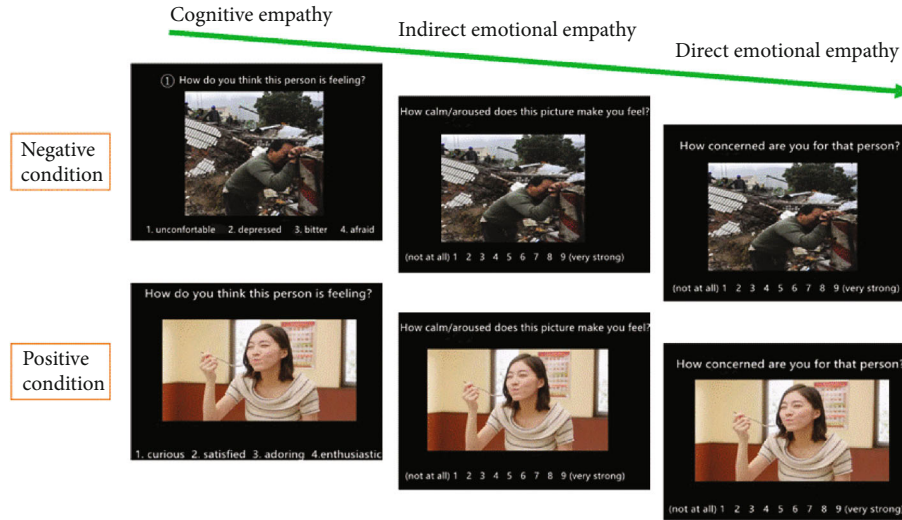 Cognitive empathy
Indirect emotional empathy
Direct emotional empathy
Negative
condition
① How do you think this person is feeling?
1. unconfortable 2. depressed 3. bitter 4. afraid
How calm/aroused does this picture make you feel?
(not at all) 1 2 3 4 5 6 7 8 9 (very strong)
How concerned are you for that person?
(not at all) 1 2 3 4 5 6 7 8 9 (very strong)
Positive
condition
How do you think this person is feeling?
1. curious 2. satisfied 3. adoring 4.enthusiastic
How calm/aroused does this picture make you feel?
(not at all) 1 2 3 4 5 6 7 8 9 (very strong)
How concerned are you for that person?
(not at all) 1 2 3 4 5 6 7 8 9 (very strong)